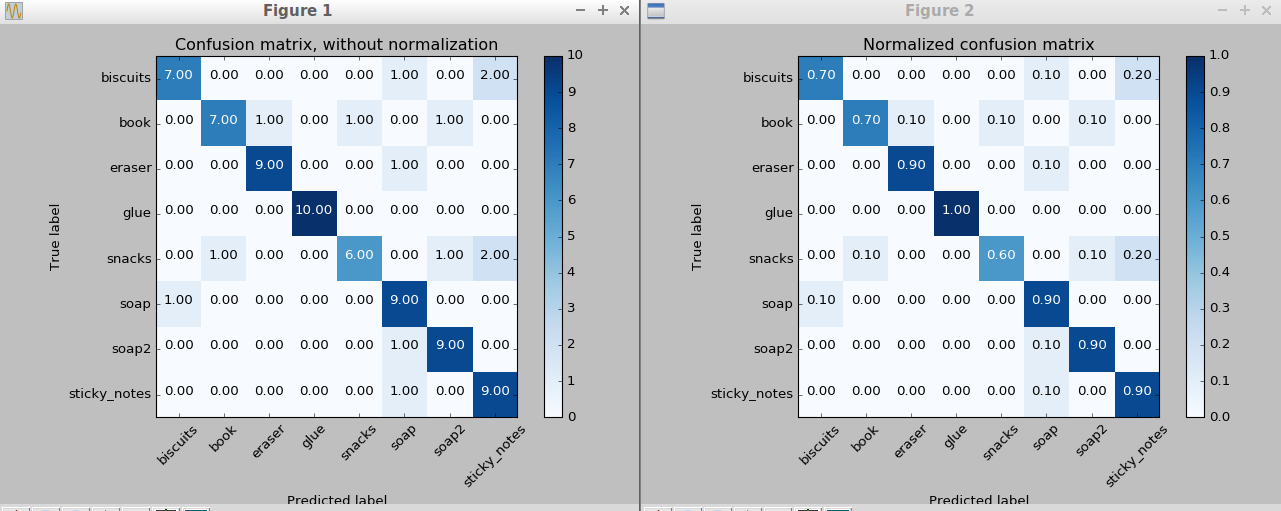 Figure 1
Confusion matrix, without normalization
biscuits 7.00 0.00 0.00 0.00 0.00 1.00 0.00 2.00
book 0.00 7.00 1.00 0.00 1.00 0.00 1.00 0.00
eraser 0.00 0.00 9.00 0.00 0.00 1.00 0.00 0.00
glue 0.00 0.00 0.00 10.00 0.00 0.00 0.00 0.00
snacks 0.00 1.00 0.00 0.00 6.00 0.00 1.00 2.00
soap 1.00 0.00 0.00 0.00 0.00 9.00 0.00 0.00
soap2 0.00 0.00 0.00 0.00 0.00 1.00 9.00 0.00
sticky_notes 0.00 0.00 0.00 0.00 0.00 1.00 0.00 9.00
True label
biscuits book eraser glue snacks soap soap2 sticky_notes
Predicted label
10
9
8
7
6
5
4
3
2
1
0
Figure 2
Normalized confusion matrix
biscuits 0.70 0.00 0.00 0.00 0.00 0.10 0.00 0.20
book 0.00 0.70 0.10 0.00 0.10 0.00 0.10 0.00
eraser 0.00 0.00 0.90 0.00 0.00 0.10 0.00 0.00
glue 0.00 0.00 0.00 1.00 0.00 0.00 0.00 0.00
snacks 0.00 0.10 0.00 0.00 0.60 0.00 0.10 0.20
soap 0.10 0.00 0.00 0.00 0.00 0.90 0.00 0.00
soap2 0.00 0.00 0.00 0.00 0.00 0.10 0.90 0.00
sticky_notes 0.00 0.00 0.00 0.00 0.00 0.10 0.00 0.90
True label
biscuits book eraser glue snacks soap soap2 sticky_notes
Predicted label
1.0
0.9
0.8
0.7
0.6
0.5
0.4
0.3
0.2
0.1
0.0